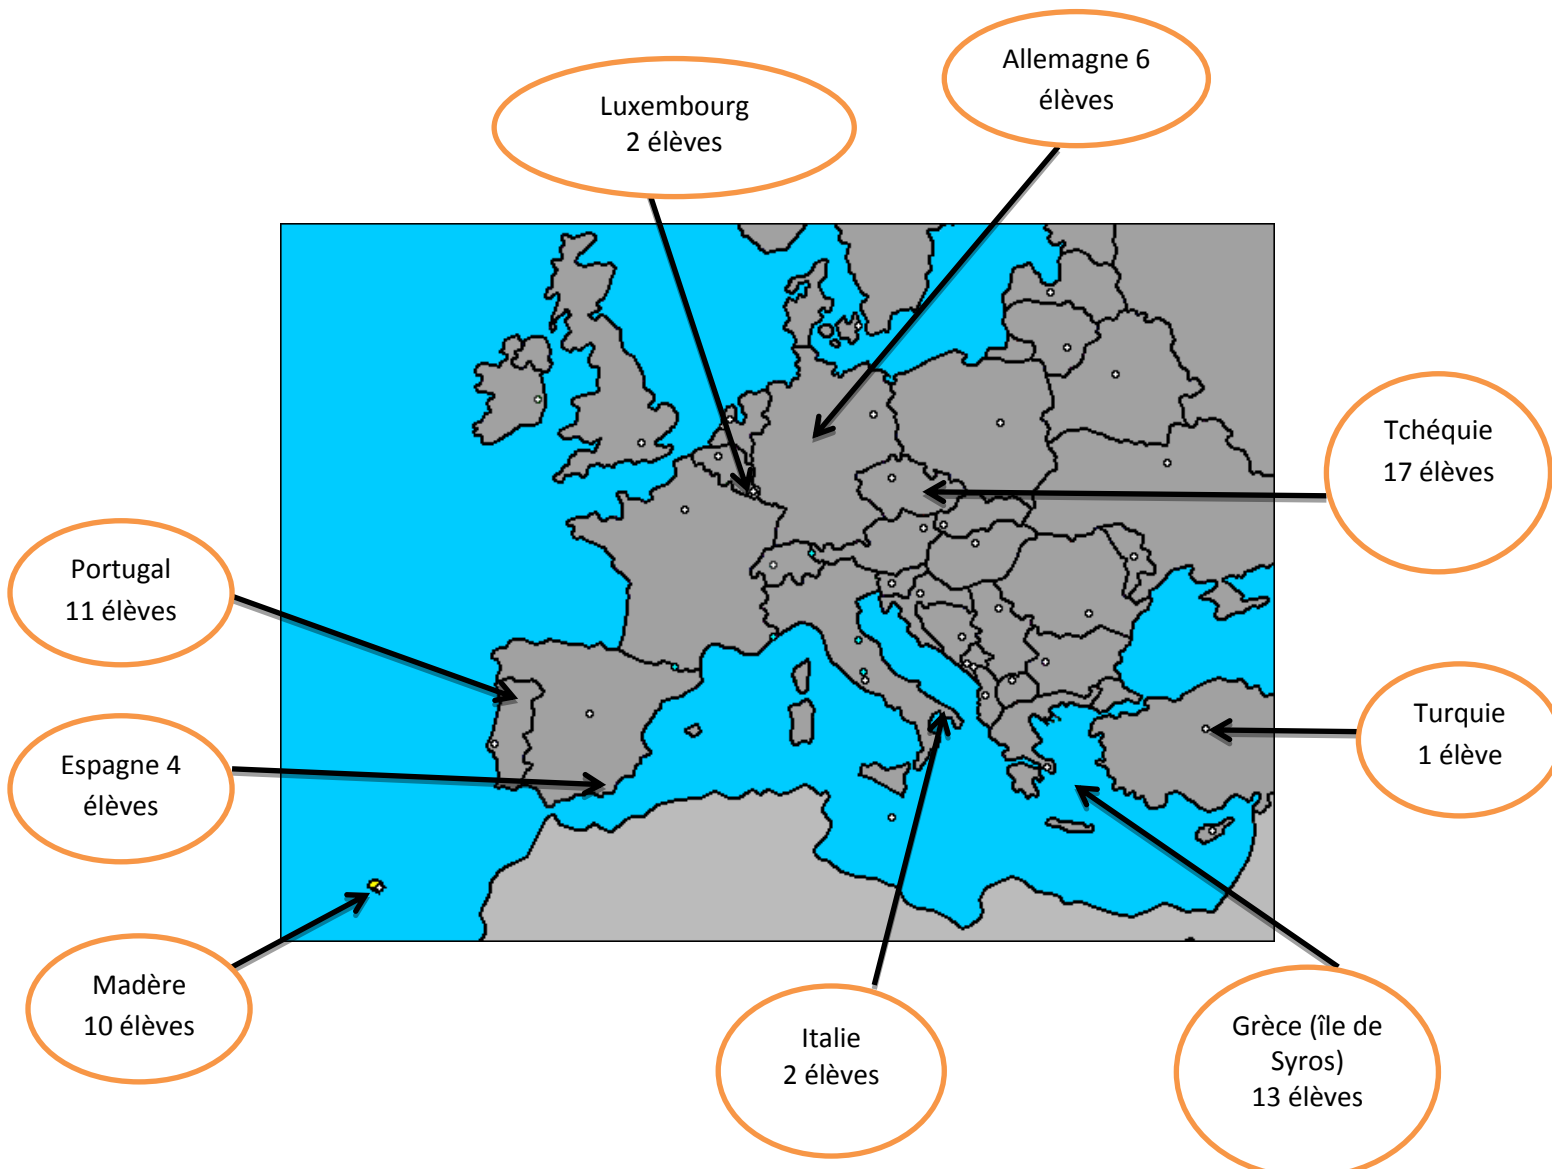 Allemagne 6
élèves
Luxembourg
2 élèves
Tchéquie
17 élèves
Portugal
11 élèves
Turquie
1 élève
Espagne 4
élèves
Madère
10 élèves
Italie
2 élèves
Grèce (île de
Syros)
13 élèves